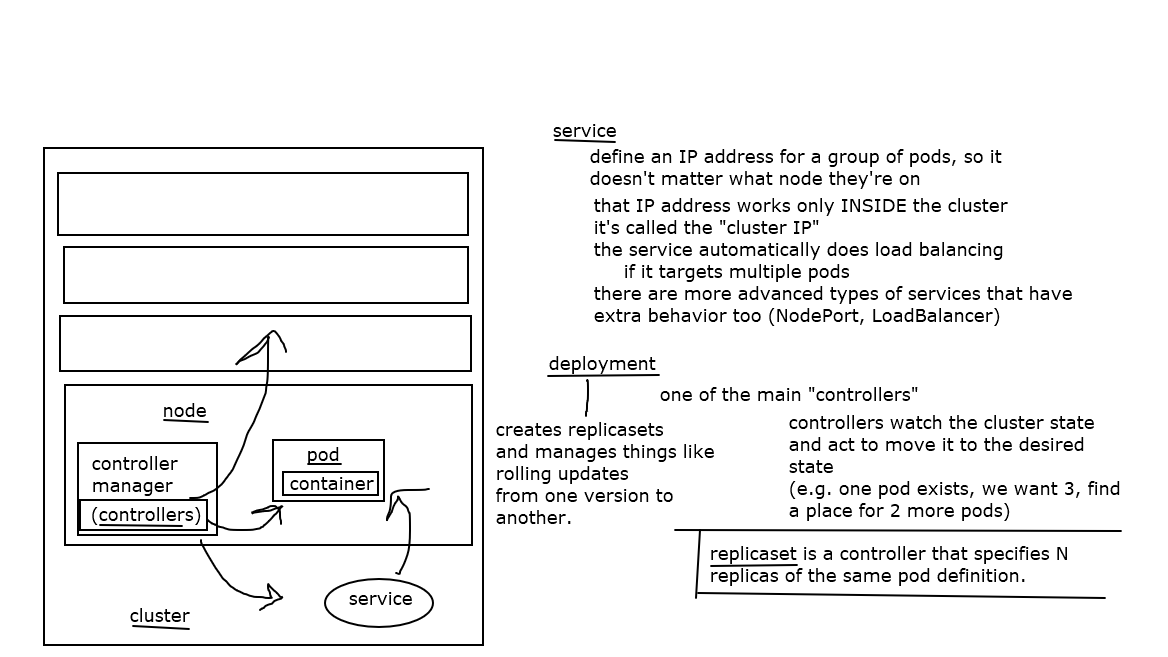 service
define an IP address for a group of pods, so it
doesn't matter what node they're on
that IP address works only INSIDE the cluster
it's called the "cluster IP"
the service automatically does load balancing
if it targets multiple pods
there are more advanced types of services that have
extra behavior too (NodePort, LoadBalancer)
deployment
one of the main "controllers"
creates replicasets
and manages things like
rolling updates
from one version to
another.
controllers watch the cluster state
and act to move it to the desired
state
(e.g. one pod exists, we want 3, find
a place for 2 more pods)
replicaset is a controller that specifies N
replicas of the same pod definition.
node
controller
manager
(controllers)
pod
container
service
cluster